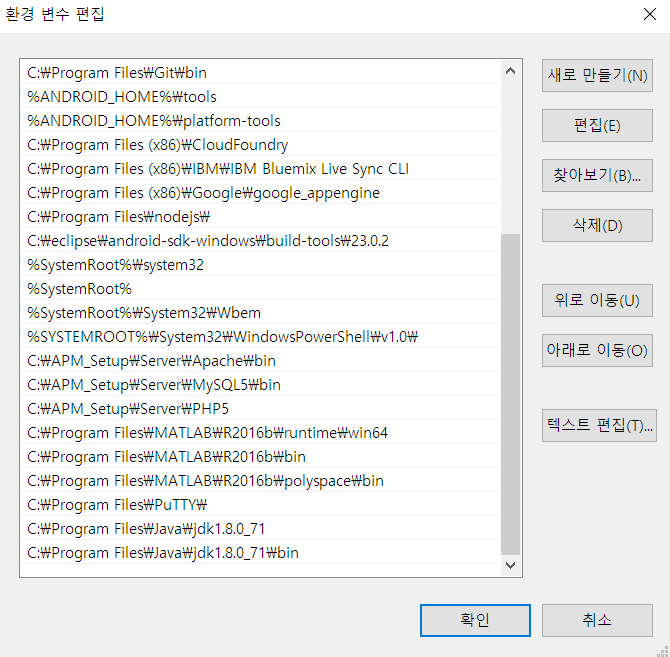 환경 변수 편집
C:₩Program Files₩Git₩bin
%ANDROID_HOME%₩tools
%ANDROID_HOME%₩platform-tools
C:₩Program Files (x86)₩CloudFoundry
C:₩Program Files (x86)₩IBM₩IBM Bluemix Live Sync CLI
C:₩Program Files (x86)₩Google₩google_appengine
C:₩Program Files₩nodejs₩
C:₩eclipse₩android-sdk-windows₩build-tools₩23.0.2
%SystemRoot%₩system32
%SystemRoot%
%SystemRoot%₩System32₩Wbem
%SYSTEMROOT%₩System32₩WindowsPowerShell₩v1.0₩
C:₩APM_Setup₩Server₩Apache₩bin
C:₩APM_Setup₩Server₩MySQL5₩bin
C:₩APM_Setup₩Server₩PHP5
C:₩Program Files₩MATLAB₩R2016b₩runtime₩win64
C:₩Program Files₩MATLAB₩R2016b₩bin
C:₩Program Files₩MATLAB₩R2016b₩polyspace₩bin
C:₩Program Files₩PuTTY₩
C:₩Program Files₩Java₩jdk1.8.0_71
C:₩Program Files₩Java₩jdk1.8.0_71₩bin
새로 만들기(N)
편집(E)
찾아보기(B)...
삭제(D)
위로 이동(U)
아래로 이동(O)
텍스트 편집(T)...
확인
취소